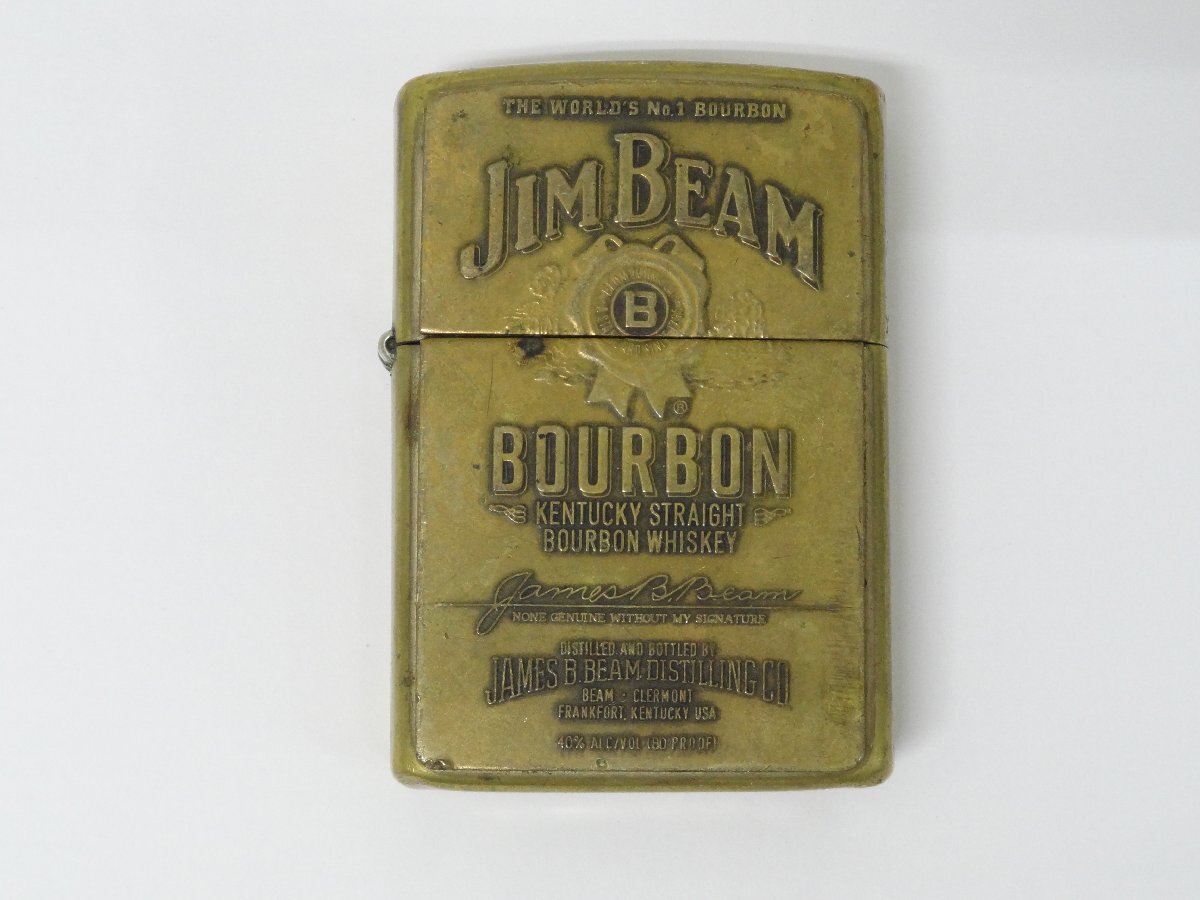 THE WORLD'S No.1 BOURBON
JIM BEAM
B
®
BOURBON
KENTUCKY STRAIGHT
BOURBON WHISKEY
James B. Beam
NONE GENUINE WITHOUT MY SIGNATURE
DISTILLED AND BOTTLED BY
JAMES B. BEAM DISTILLING CO.
BEAM · CLERMONT
FRANKFORT, KENTUCKY USA
40% ALC/VOL (80 PROOF)